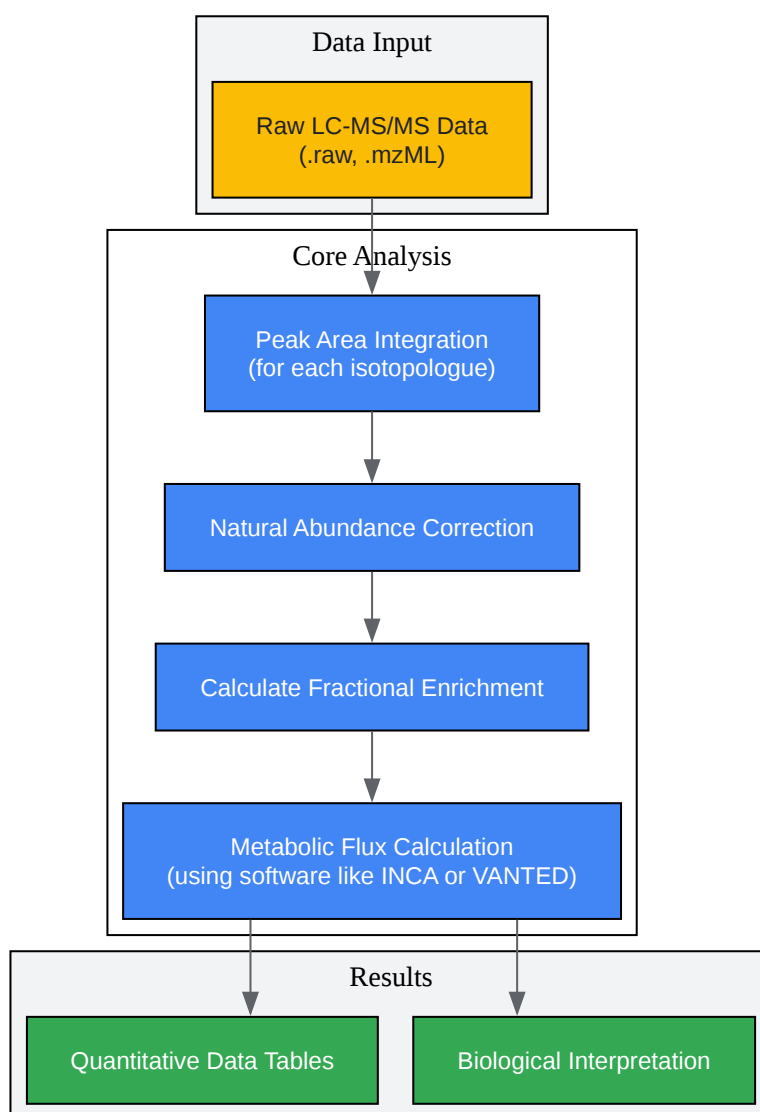 Data Input
Raw LC-MS/MS Data
(.raw, .mzML)
Core Analysis
Peak Area Integration
(for each isotopologue)
Natural Abundance Correction
Calculate Fractional Enrichment
Metabolic Flux Calculation
(using software like INCA or VANTED)
Results
Quantitative Data Tables
Biological Interpretation